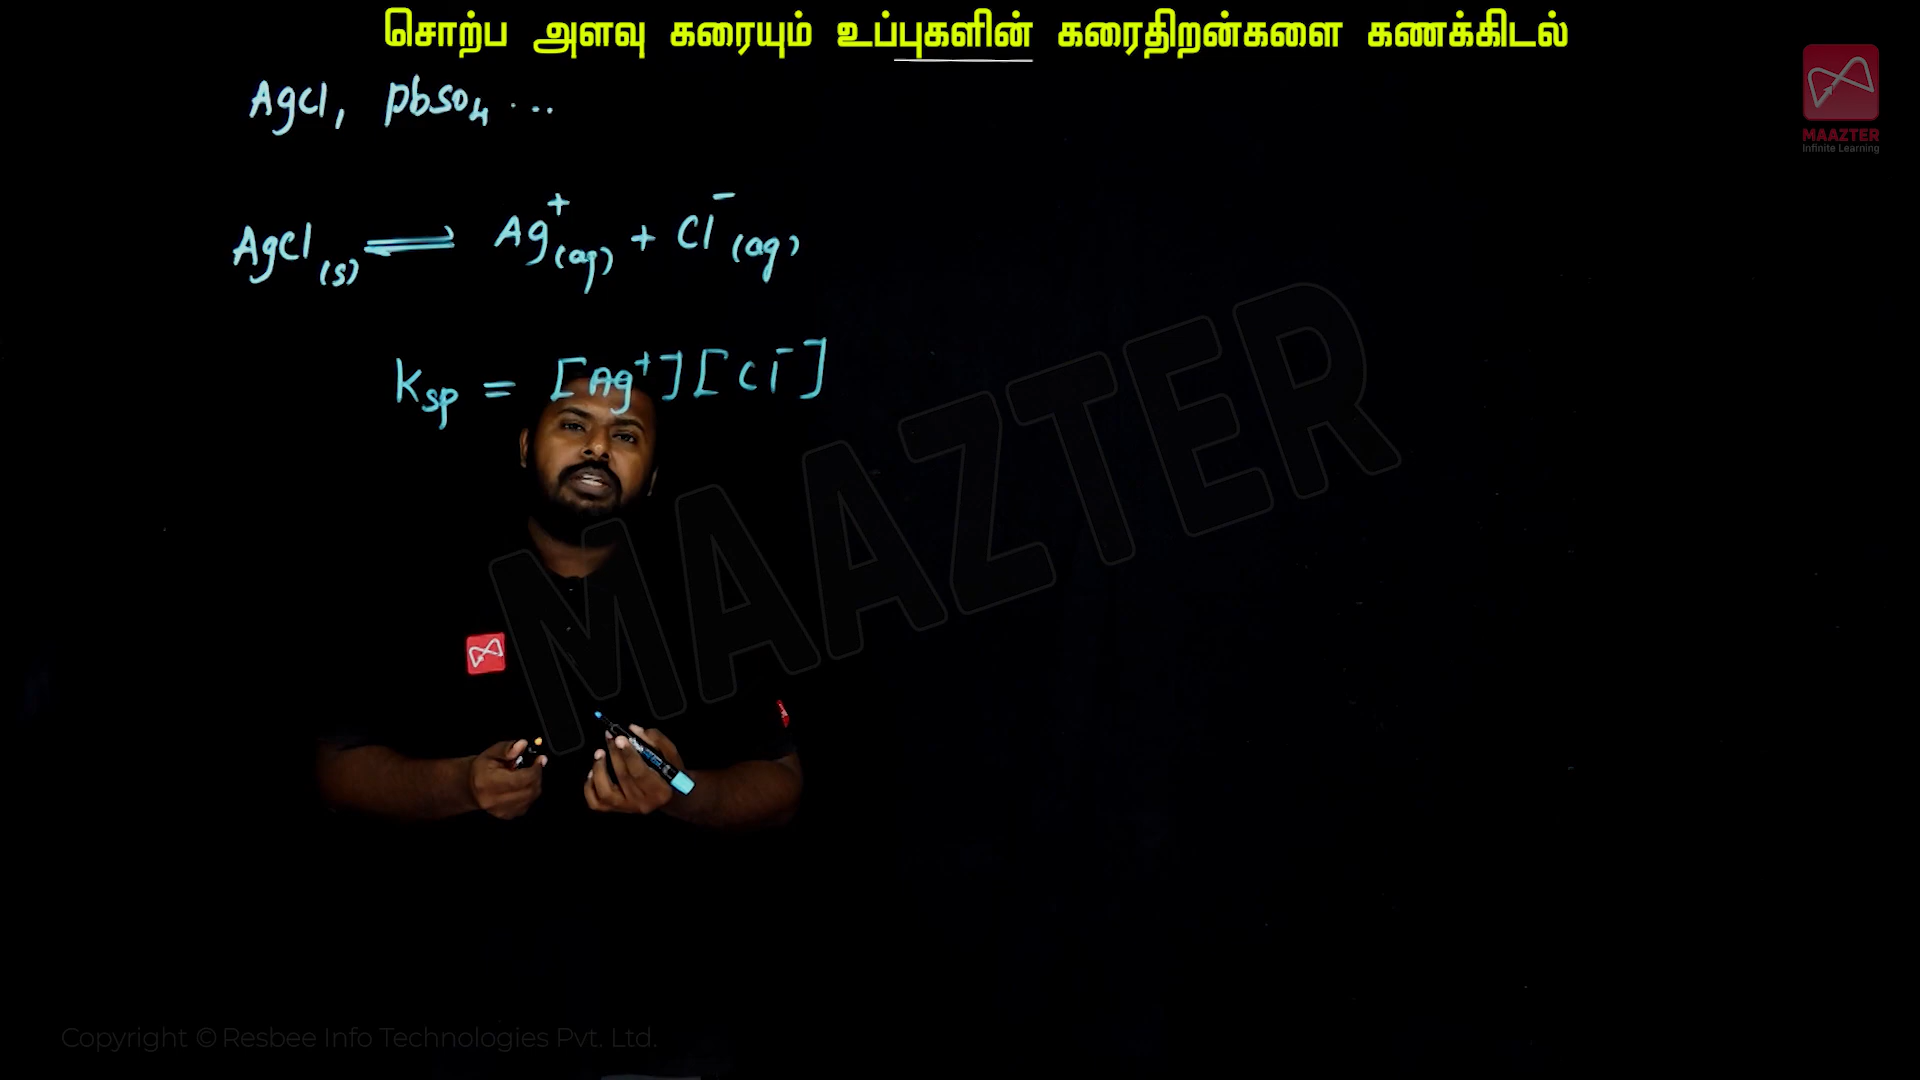 சொற்ப அளவு கரையும் உப்புகளின் கரைதிறன்களை கணக்கிடல்
AgCl, PbSO₄ ...
MAAZTER
Infinite Learning
AgCl (s) ⇌ Ag⁺ (aq) + Cl⁻ (aq)
Ksp = [Ag⁺][Cl⁻]
MAAZTER
Copyright © Resbee Info Technologies Pvt. Ltd.